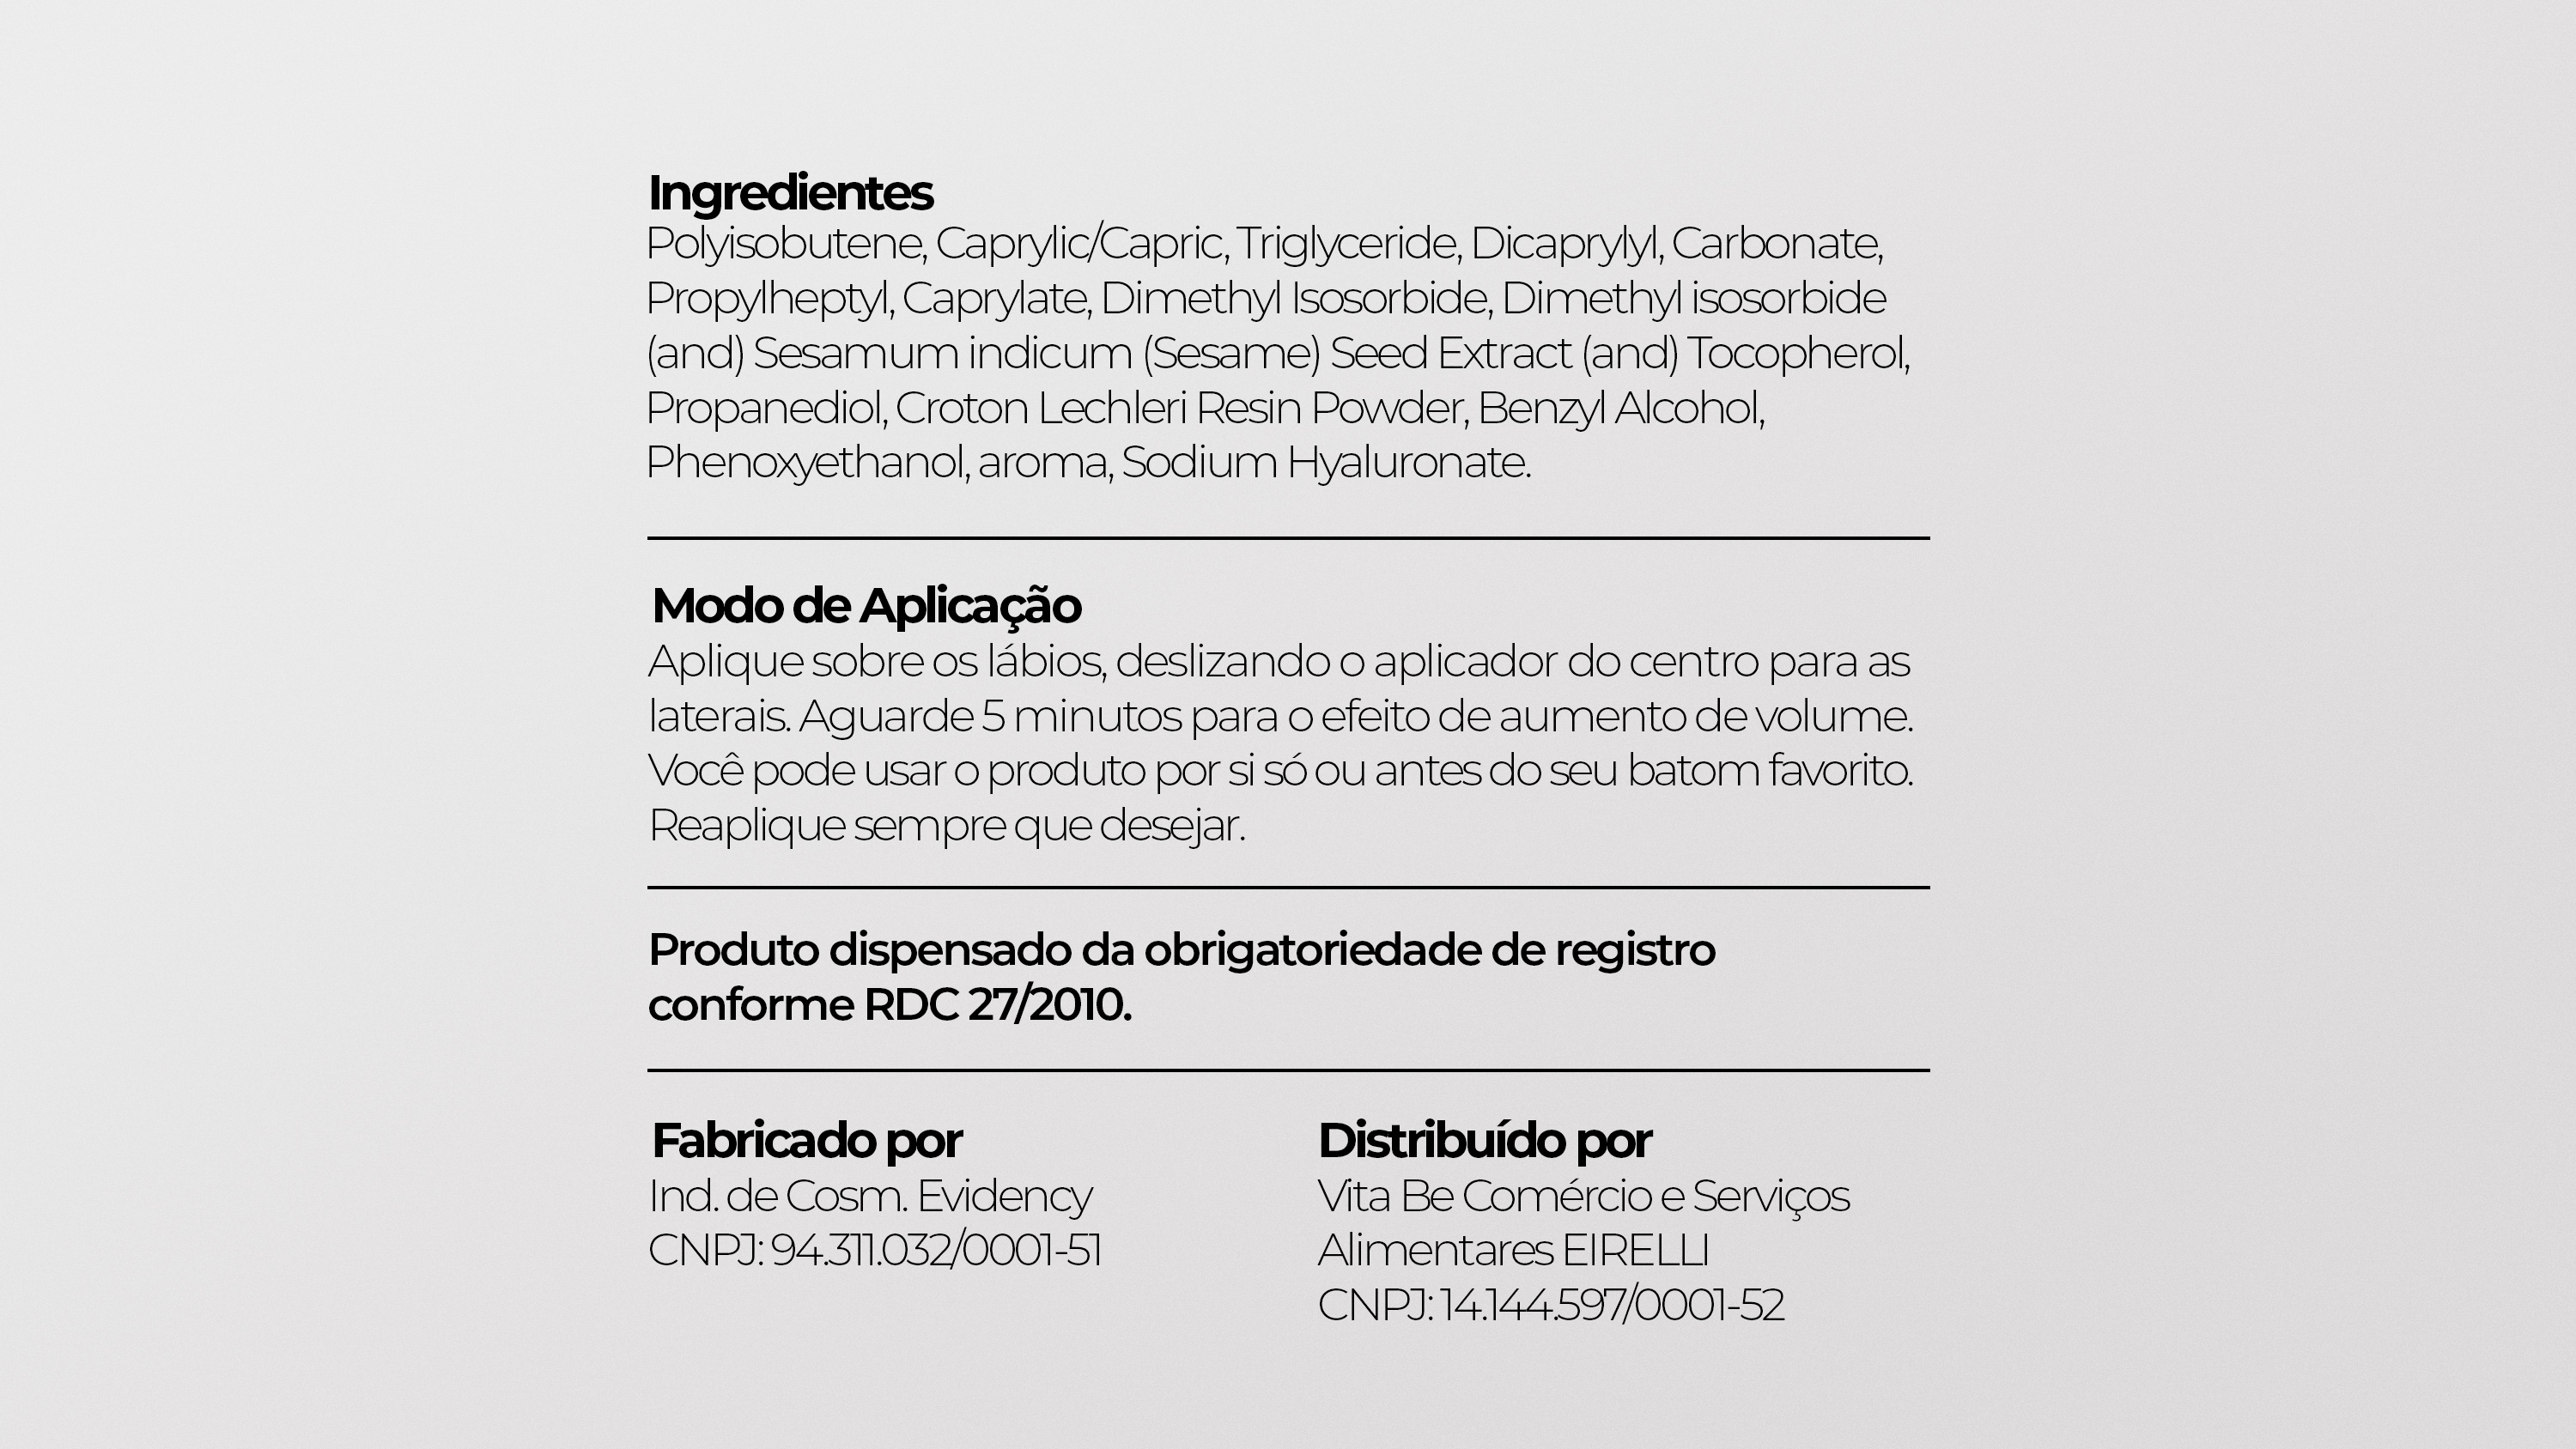 Ingredientes
Polyisobutene, Caprylic/Capric, Triglyceride, Dicaprylyl, Carbonate,
Propylheptyl, Caprylate, Dimethyl Isosorbide, Dimethyl isosorbide
(and) Sesamum indicum (Sesame) Seed Extract (and) Tocopherol,
Propanediol, Croton Lechleri Resin Powder, Benzyl Alcohol,
Phenoxyethanol, aroma, Sodium Hyaluronate.
Modo de Aplicação
Aplique sobre os lábios, deslizando o aplicador do centro para as
laterais. Aguarde 5 minutos para o efeito de aumento de volume.
Você pode usar o produto por si só ou antes do seu batom favorito.
Reaplique sempre que desejar.
Produto dispensado da obrigatoriedade de registro
conforme RDC 27/2010.
Fabricado por
Ind. de Cosm. Evidency
CNPJ: 94.311.032/0001-51
Distribuído por
Vita Be Comércio e Serviços
Alimentares EIRELLI
CNPJ: 14.144.597/0001-52